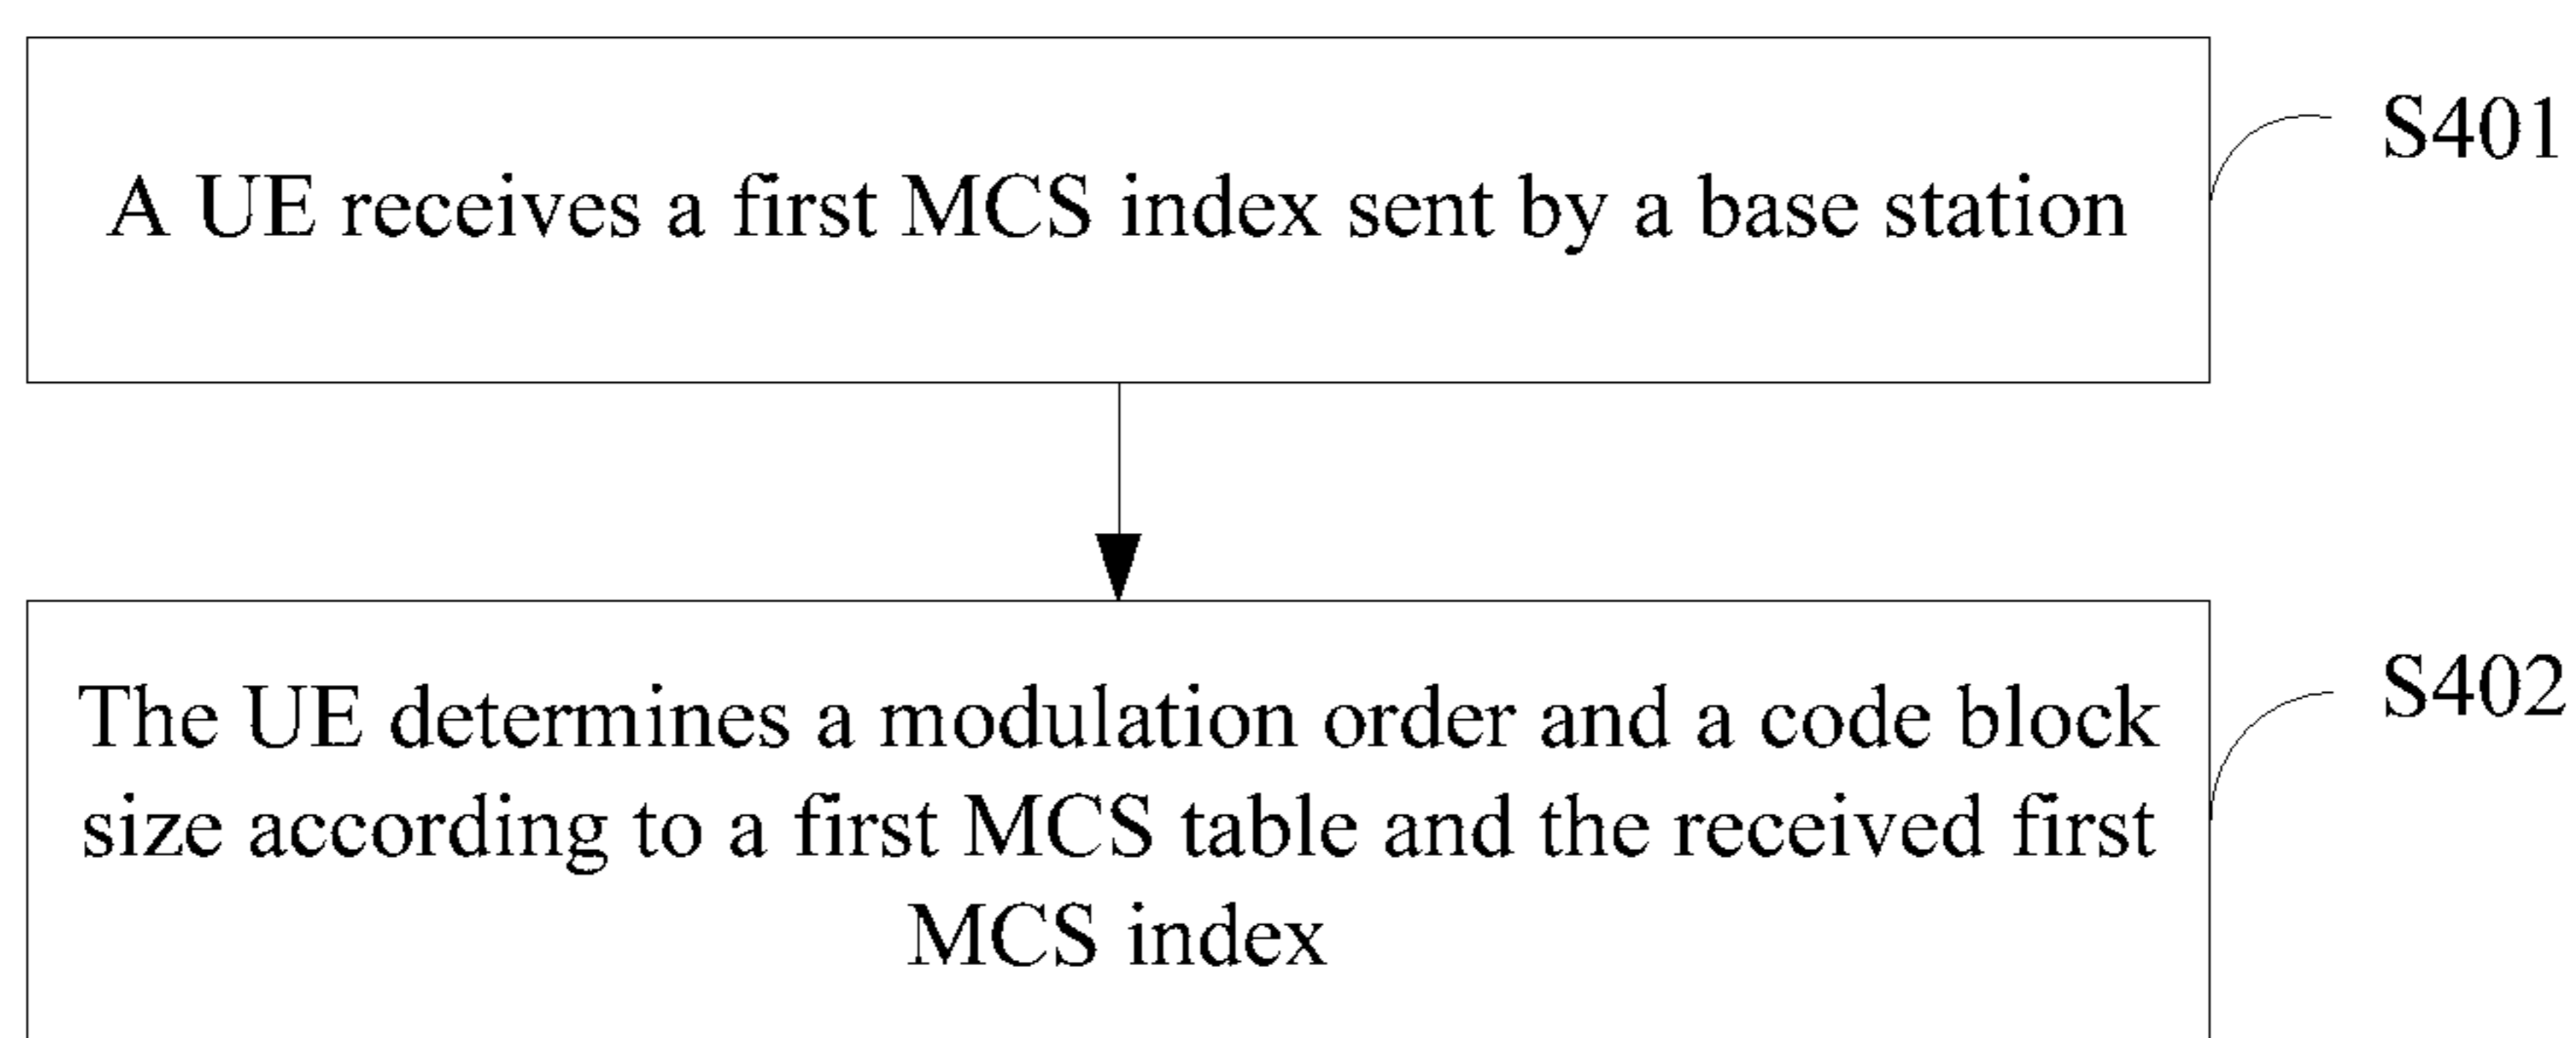 A UE receives a first MCS index sent by a base station
S401
The UE determines a modulation order and a code block
size according to a first MCS table and the received first
MCS index
S402